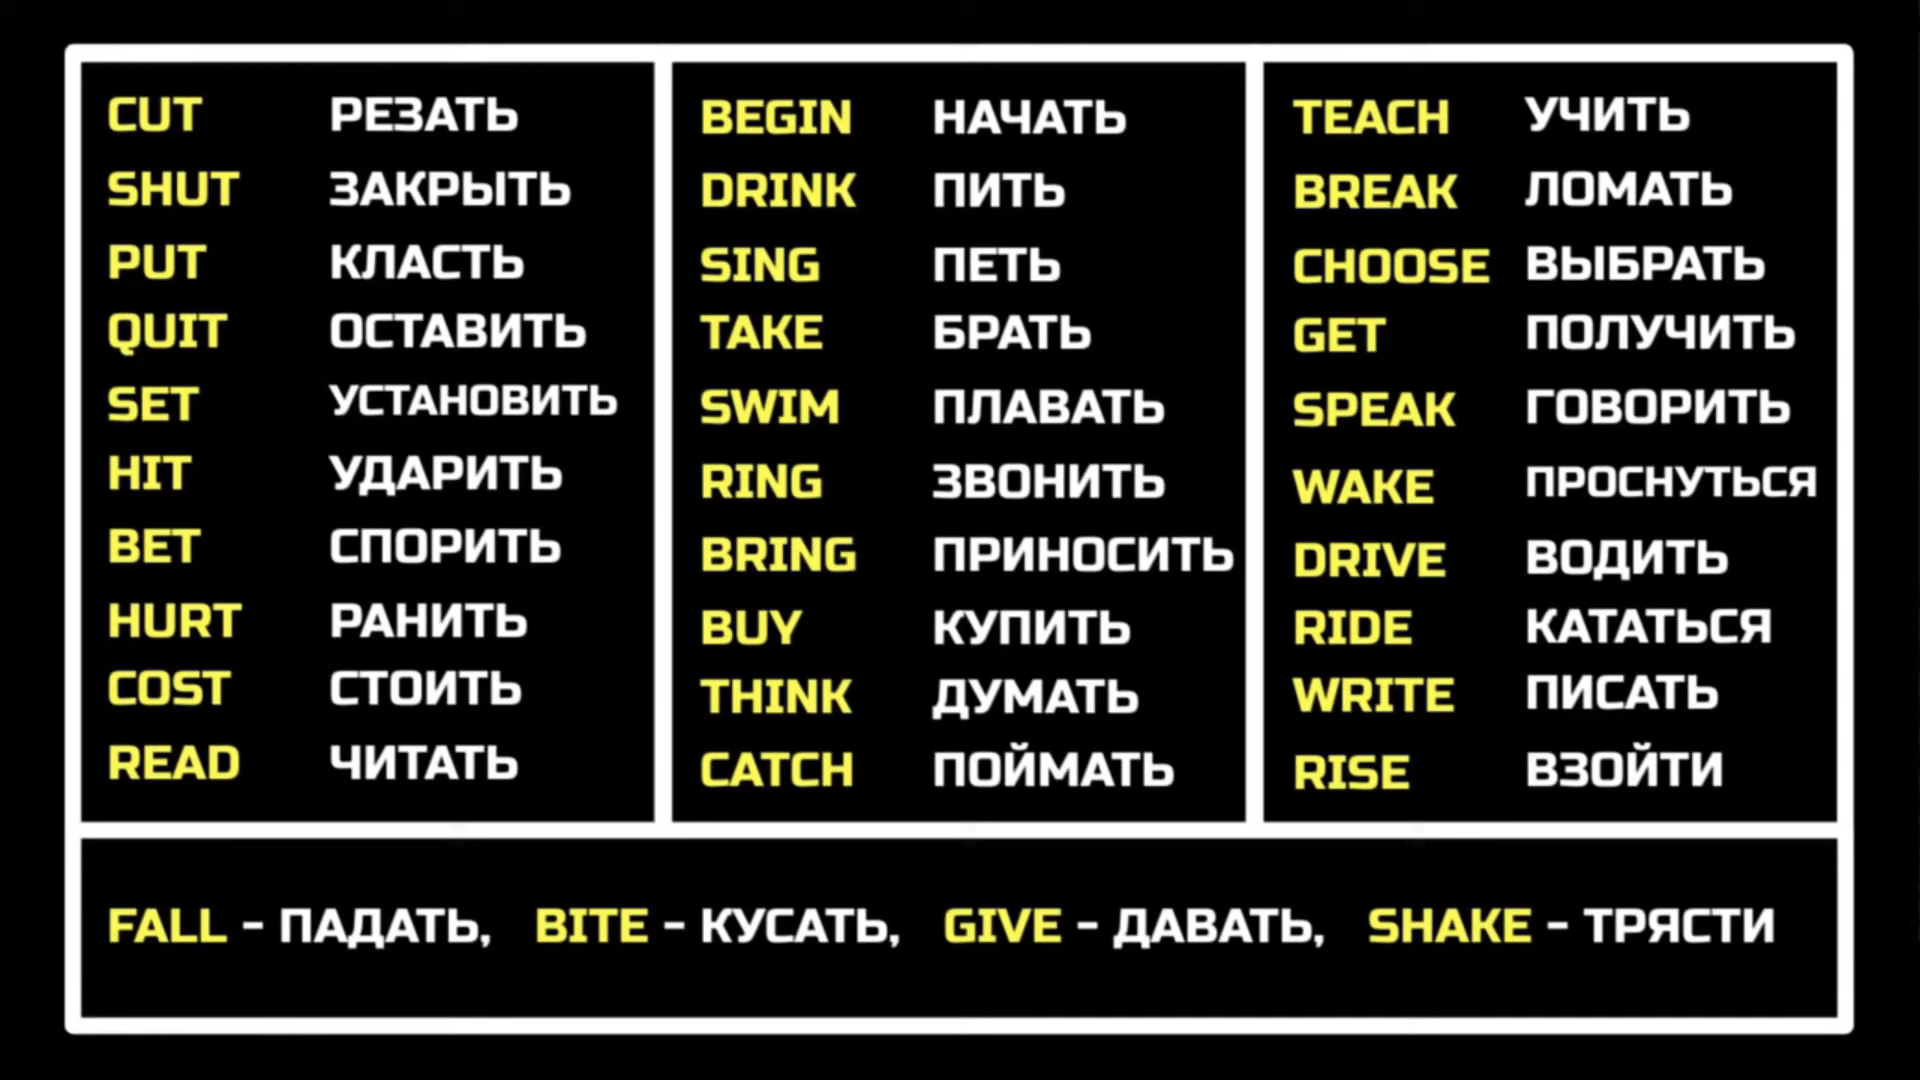 CUT РЕЗАТЬ
SHUT ЗАКРЫТЬ
PUT КЛАСТЬ
QUIT ОСТАВИТЬ
SET УСТАНОВИТЬ
HIT УДАРИТЬ
BET СПОРИТЬ
HURT РАНИТЬ
COST СТОИТЬ
READ ЧИТАТЬ
BEGIN НАЧАТЬ
DRINK ПИТЬ
SING ПЕТЬ
TAKE БРАТЬ
SWIM ПЛАВАТЬ
RING ЗВОНИТЬ
BRING ПРИНОСИТЬ
BUY КУПИТЬ
THINK ДУМАТЬ
CATCH ПОЙМАТЬ
TEACH УЧИТЬ
BREAK ЛОМАТЬ
CHOOSE ВЫБРАТЬ
GET ПОЛУЧИТЬ
SPEAK ГОВОРИТЬ
WAKE ПРОСНУТЬСЯ
DRIVE ВОДИТЬ
RIDE КАТАТЬСЯ
WRITE ПИСАТЬ
RISE ВЗОЙТИ
FALL - ПАДАТЬ, BITE - КУСАТЬ, GIVE - ДАВАТЬ, SHAKE - ТРЯСТИ